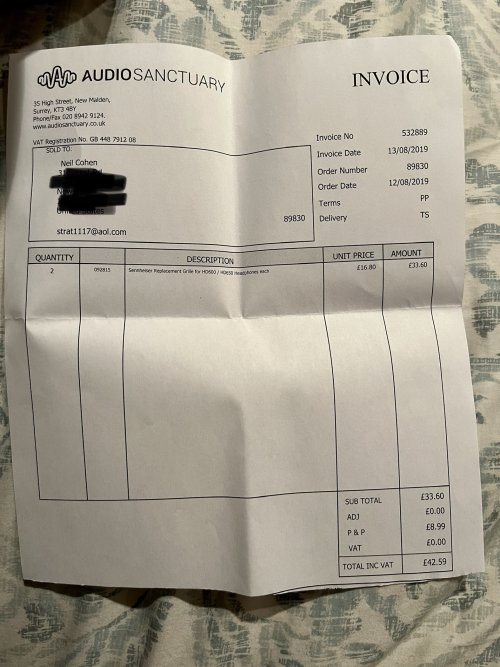 AUDIOSANCTUARY
INVOICE
35 High Street, New Malden,
Surrey, KT3 4BY
Phone/Fax 020 8942 9124.
www.audiosanctuary.co.uk
VAT Registration No. GB 448 7912 08
SOLD TO:
Neil Cohen
United States
strat1117@aol.com
89830
Invoice No 532889
Invoice Date 13/08/2019
Order Number 89830
Order Date 12/08/2019
Terms PP
Delivery TS
QUANTITY DESCRIPTION UNIT PRICE AMOUNT
2 092815 Sennheiser Replacement Grille for HD600 / HD650 Headphones each £16.80 £33.60
SUB TOTAL £33.60
ADJ £0.00
P & P £8.99
VAT £0.00
TOTAL INC VAT £42.59